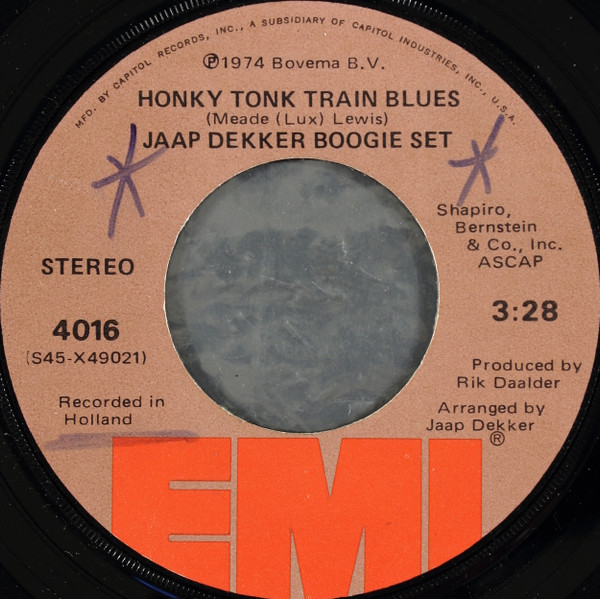 MFD. BY CAPITOL RECORDS, INC., A SUBSIDIARY OF CAPITOL INDUSTRIES, INC., U.S.A.
Ⓟ1974 Bovema B.V.
HONKY TONK TRAIN BLUES
(Meade (Lux) Lewis)
JAAP DEKKER BOOGIE SET
Shapiro,
Bernstein
& Co., Inc.
ASCAP
STEREO
4016
(S45-X49021)
3:28
Recorded in
Holland
Produced by
Rik Daalder
Arranged by
Jaap Dekker
EMI®